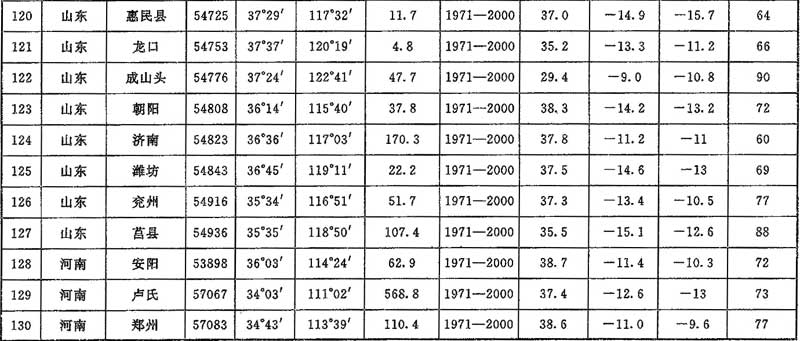 120 山东 惠民县 54725 37°29′ 117°32′ 11.7 1971—2000 37.0 －14.9 －15.7 64
121 山东 龙口 54753 37°37′ 120°19′ 4.8 1971—2000 35.2 －13.3 －11.2 66
122 山东 成山头 54776 37°24′ 122°41′ 47.7 1971—2000 29.4 －9.0 －10.8 90
123 山东 朝阳 54808 36°14′ 115°40′ 37.8 1971—2000 38.3 －14.2 －13.2 72
124 山东 济南 54823 36°36′ 117°03′ 170.3 1971—2000 37.8 －11.2 －11 60
125 山东 潍坊 54843 36°45′ 119°11′ 22.2 1971—2000 37.5 －14.6 －13 69
126 山东 兖州 54916 35°34′ 116°51′ 51.7 1971—2000 37.3 －13.4 －10.5 77
127 山东 莒县 54936 35°35′ 118°50′ 107.4 1971—2000 35.5 －15.1 －12.6 88
128 河南 安阳 53898 36°03′ 114°24′ 62.9 1971—2000 38.7 －11.4 －10.3 72
129 河南 卢氏 57067 34°03′ 111°02′ 568.8 1971—2000 37.4 －12.6 －13 73
130 河南 郑州 57083 34°43′ 113°39′ 110.4 1971—2000 38.6 －11.0 －9.6 77